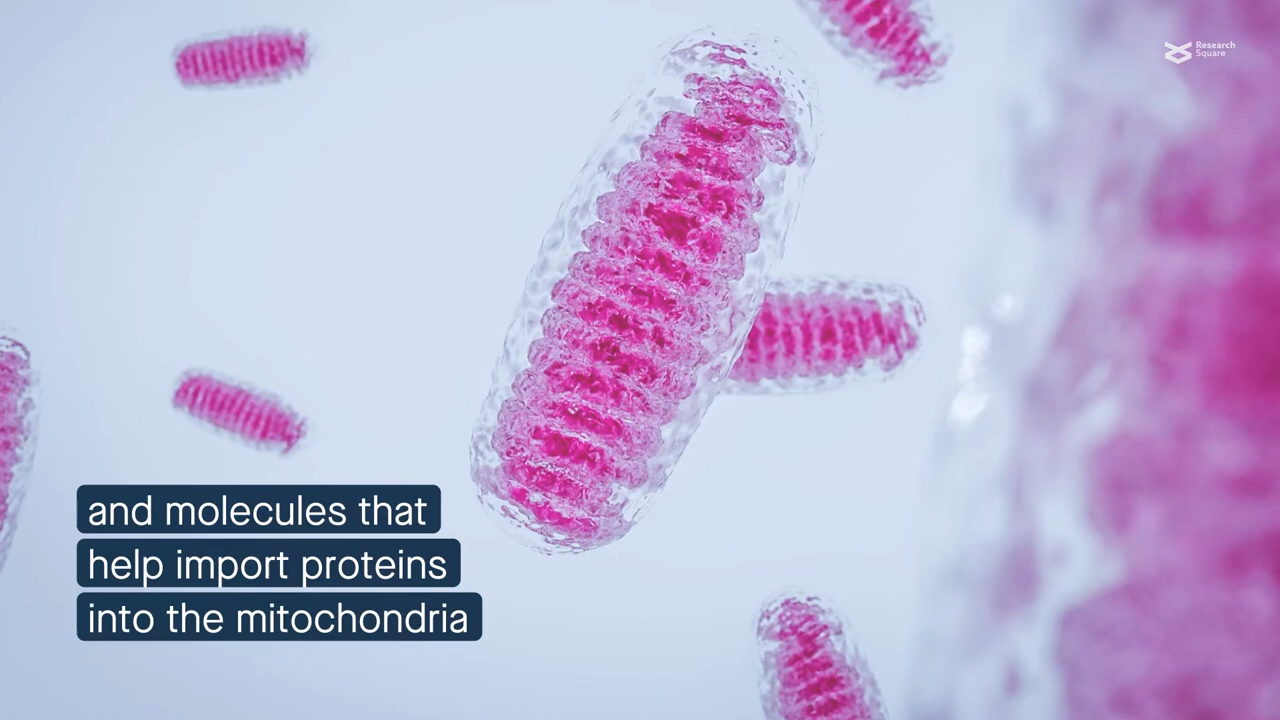 Research
Square
and molecules that
help import proteins
into the mitochondria